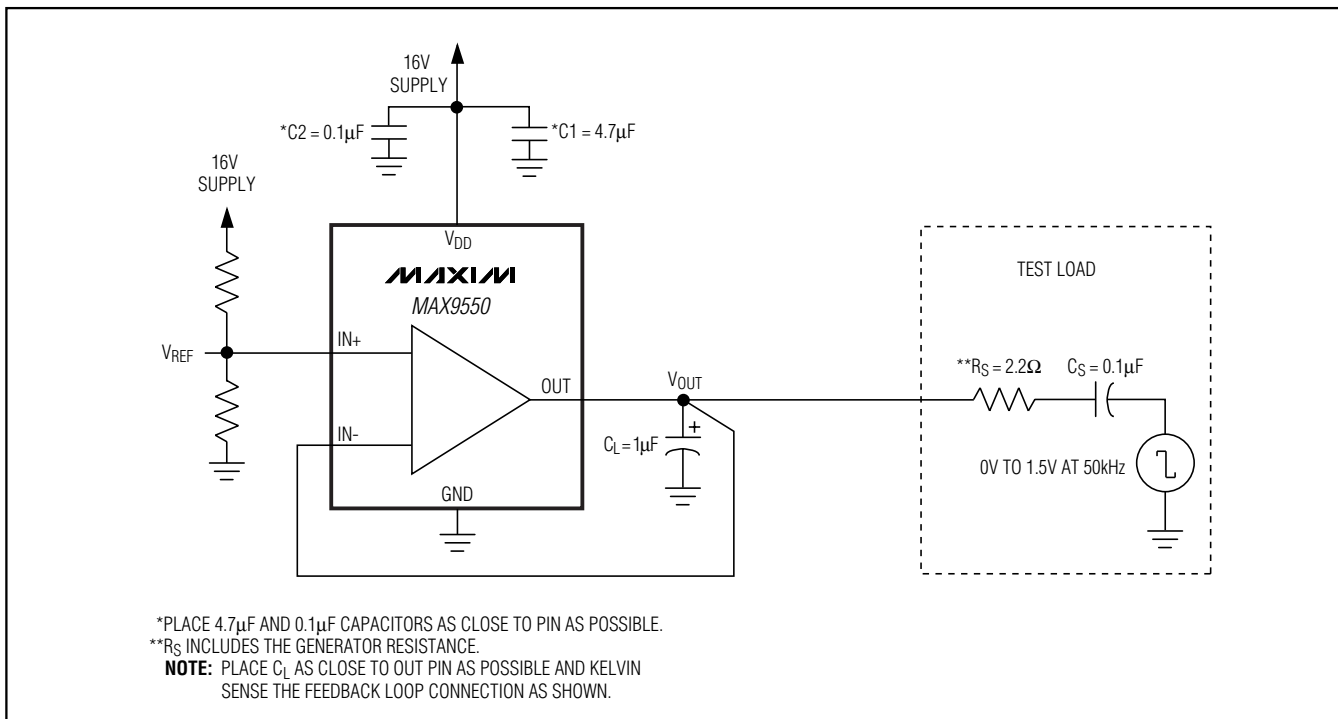 16V
SUPPLY
*C2 = 0.1μF
*C1 = 4.7μF
16V
SUPPLY
VDD
MAXIM
MAX9550
TEST LOAD
VREF
IN+
OUT
VOUT
**RS = 2.2Ω
CS = 0.1μF
IN-
CL = 1μF
+
0V TO 1.5V AT 50kHz
GND
*PLACE 4.7μF AND 0.1μF CAPACITORS AS CLOSE TO PIN AS POSSIBLE.
**RS INCLUDES THE GENERATOR RESISTANCE.
NOTE: PLACE CL AS CLOSE TO OUT PIN AS POSSIBLE AND KELVIN
SENSE THE FEEDBACK LOOP CONNECTION AS SHOWN.